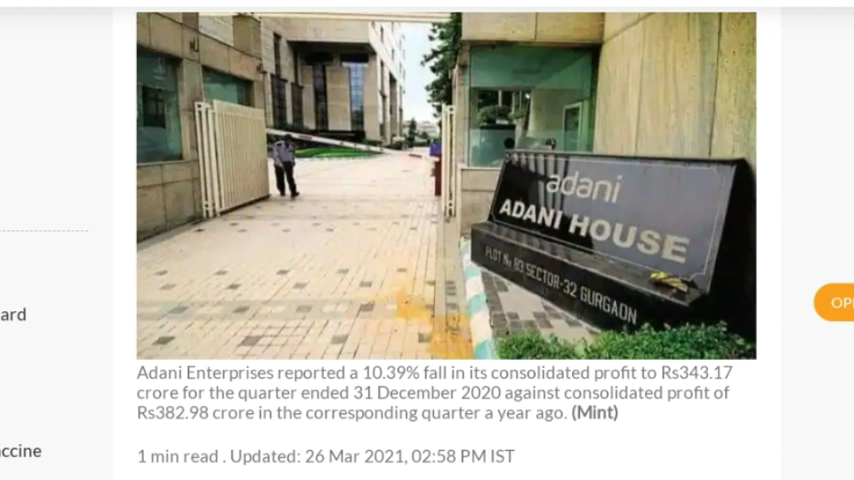 adani
ADANI HOUSE
PLOT No 83 SECTOR-32 GURGAON
Adani Enterprises reported a 10.39% fall in its consolidated profit to Rs343.17
crore for the quarter ended 31 December 2020 against consolidated profit of
Rs382.98 crore in the corresponding quarter a year ago. (Mint)
ard
OP
accine
1 min read . Updated: 26 Mar 2021, 02:58 PM IST